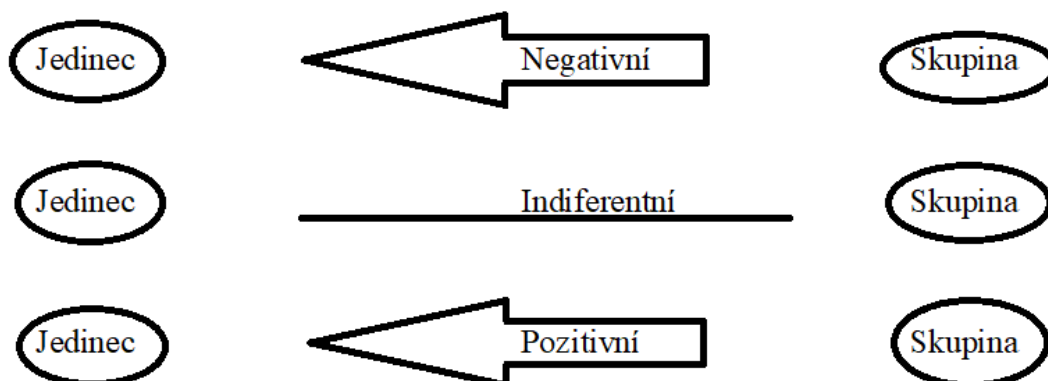 Jedinec Negativní Skupina
Jedinec Indiferentní Skupina
Jedinec Pozitivní Skupina